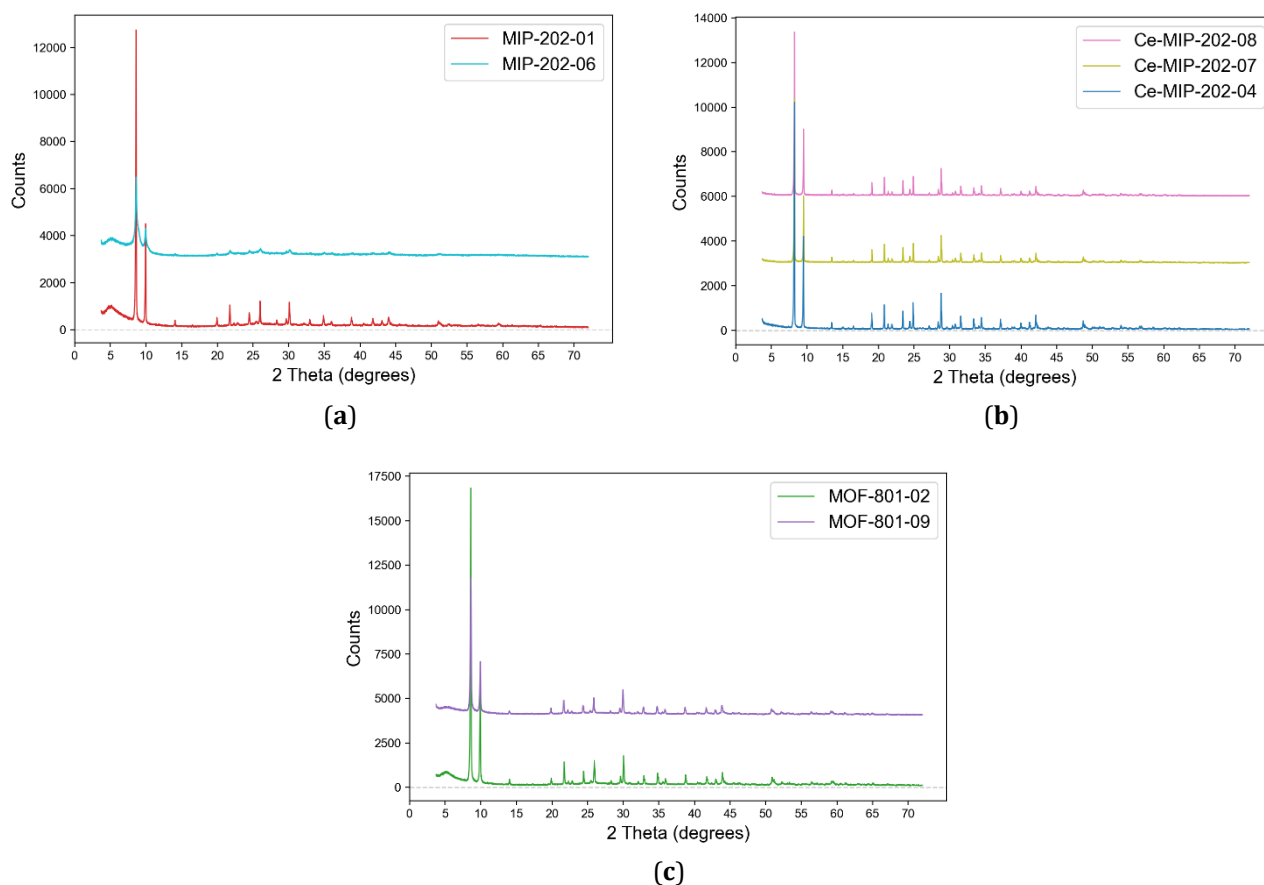 12000
10000
8000
6000
4000
2000
0
Counts
MIP-202-01
MIP-202-06
0 5 10 15 20 25 30 35 40 45 50 55 60 65 70
2 Theta (degrees)
(a)
14000
12000
10000
8000
6000
4000
2000
0
Counts
Ce-MIP-202-08
Ce-MIP-202-07
Ce-MIP-202-04
0 5 10 15 20 25 30 35 40 45 50 55 60 65 70
2 Theta (degrees)
(b)
17500
15000
12500
10000
7500
5000
2500
0
Counts
MOF-801-02
MOF-801-09
0 5 10 15 20 25 30 35 40 45 50 55 60 65 70
2 Theta (degrees)
(c)